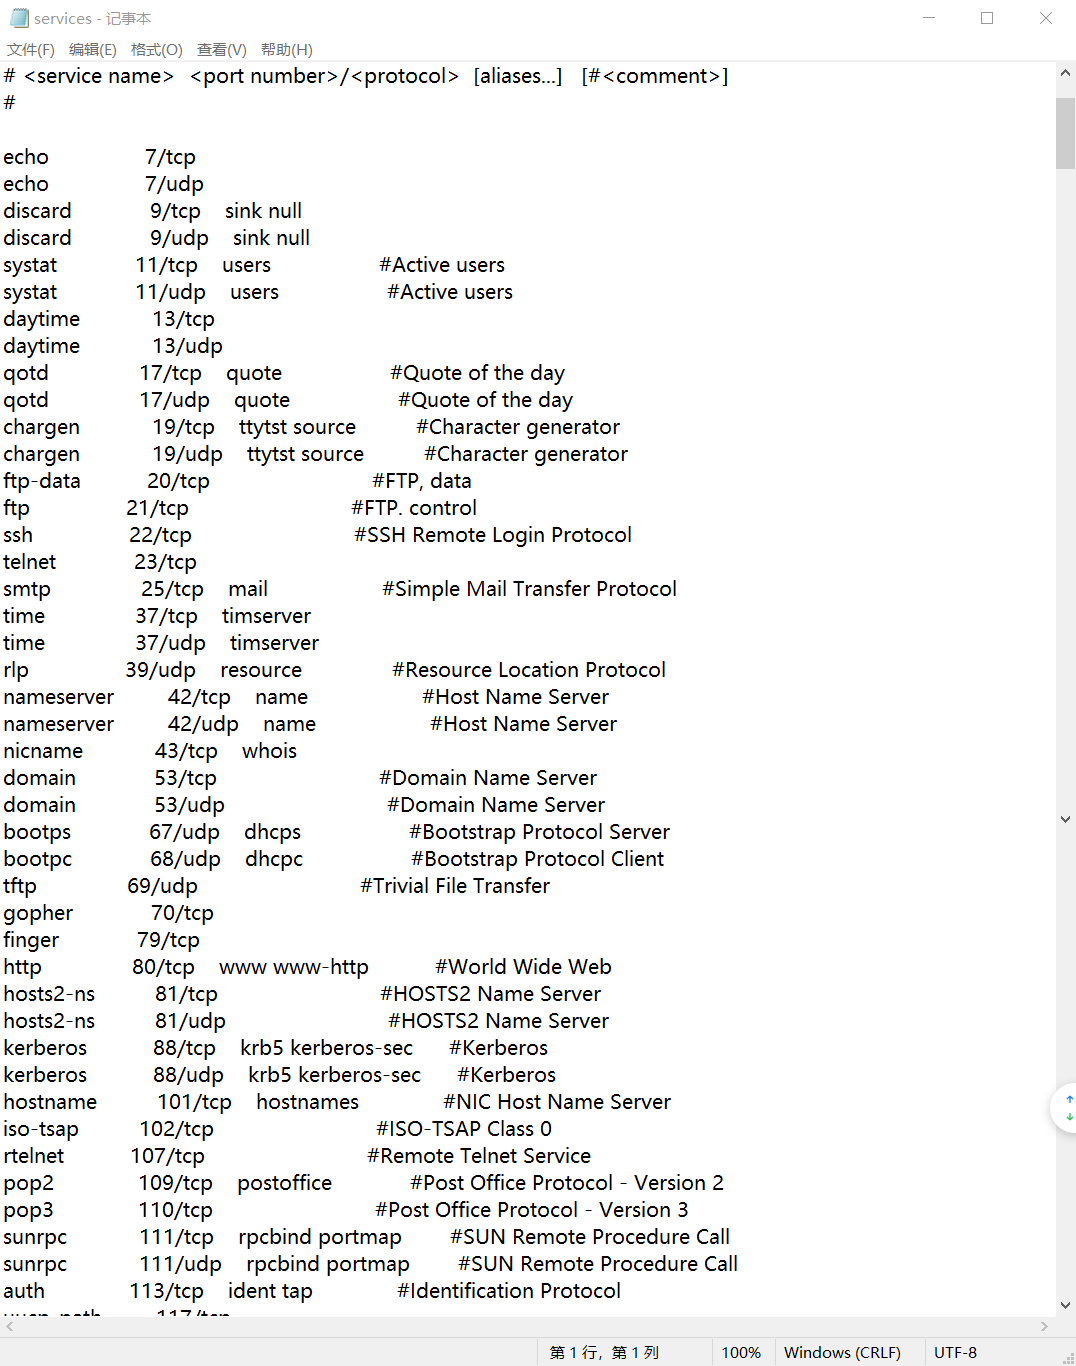 services - 记事本
文件(F) 编辑(E) 格式(O) 查看(V) 帮助(H)
# <service name> <port number>/<protocol> [aliases...] [#<comment>]
#
echo 7/tcp
echo 7/udp
discard 9/tcp sink null
discard 9/udp sink null
systat 11/tcp users #Active users
systat 11/udp users #Active users
daytime 13/tcp
daytime 13/udp
qotd 17/tcp quote #Quote of the day
qotd 17/udp quote #Quote of the day
chargen 19/tcp ttytst source #Character generator
chargen 19/udp ttytst source #Character generator
ftp-data 20/tcp #FTP, data
ftp 21/tcp #FTP. control
ssh 22/tcp #SSH Remote Login Protocol
telnet 23/tcp
smtp 25/tcp mail #Simple Mail Transfer Protocol
time 37/tcp timserver
time 37/udp timserver
rlp 39/udp resource #Resource Location Protocol
nameserver 42/tcp name #Host Name Server
nameserver 42/udp name #Host Name Server
nicname 43/tcp whois
domain 53/tcp #Domain Name Server
domain 53/udp #Domain Name Server
bootps 67/udp dhcps #Bootstrap Protocol Server
bootpc 68/udp dhcpc #Bootstrap Protocol Client
tftp 69/udp #Trivial File Transfer
gopher 70/tcp
finger 79/tcp
http 80/tcp www www-http #World Wide Web
hosts2-ns 81/tcp #HOSTS2 Name Server
hosts2-ns 81/udp #HOSTS2 Name Server
kerberos 88/tcp krb5 kerberos-sec #Kerberos
kerberos 88/udp krb5 kerberos-sec #Kerberos
hostname 101/tcp hostnames #NIC Host Name Server
iso-tsap 102/tcp #ISO-TSAP Class 0
rtelnet 107/tcp #Remote Telnet Service
pop2 109/tcp postoffice #Post Office Protocol - Version 2
pop3 110/tcp #Post Office Protocol - Version 3
sunrpc 111/tcp rpcbind portmap #SUN Remote Procedure Call
sunrpc 111/udp rpcbind portmap #SUN Remote Procedure Call
auth 113/tcp ident tap #Identification Protocol
第 1 行，第 1 列 100% Windows (CRLF) UTF-8